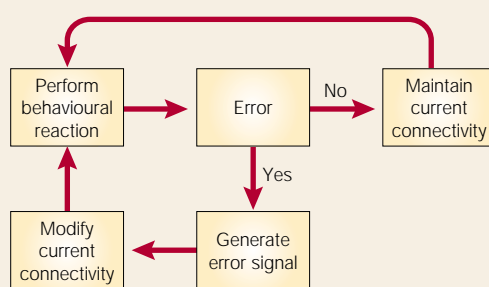 Perform
behavioural
reaction
Error
No
Maintain
current
connectivity
Yes
Modify
current
connectivity
Generate
error signal